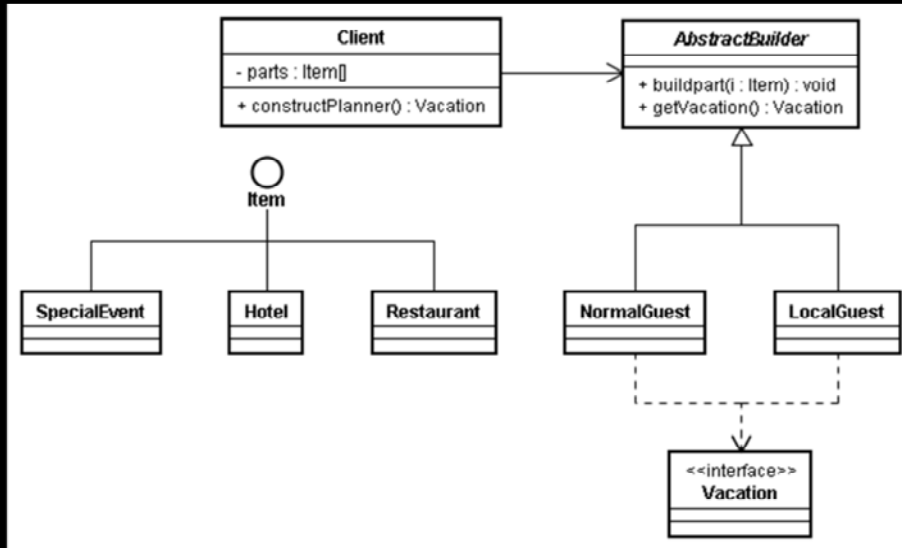 Client
- parts : Item[]
+ constructPlanner() : Vacation
AbstractBuilder
+ buildpart(i : Item) : void
+ getVacation() : Vacation
Item
SpecialEvent
Hotel
Restaurant
NormalGuest
LocalGuest
<<interface>>
Vacation